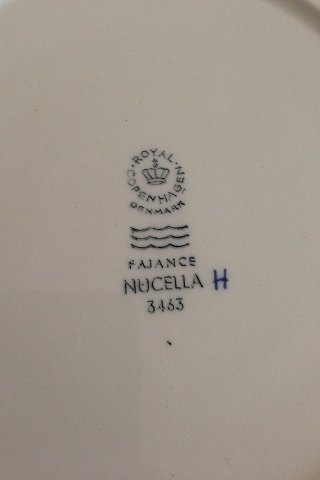 ROYAL
COPENHAGEN
DENMARK
FAJANCE
NUCELLA H
3463